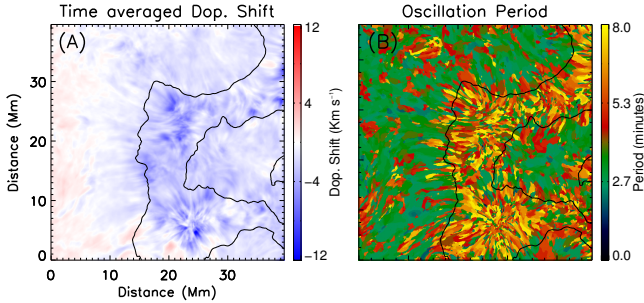 Time averaged Dop. Shift
Oscillation Period
(A)
(B)
Distance (Mm)
30
20
10
0
0
10
20
30
Distance (Mm)
12
4
−4
−12
Dop. Shift (Km s⁻¹)
8.0
5.3
2.7
0.0
Period (minutes)